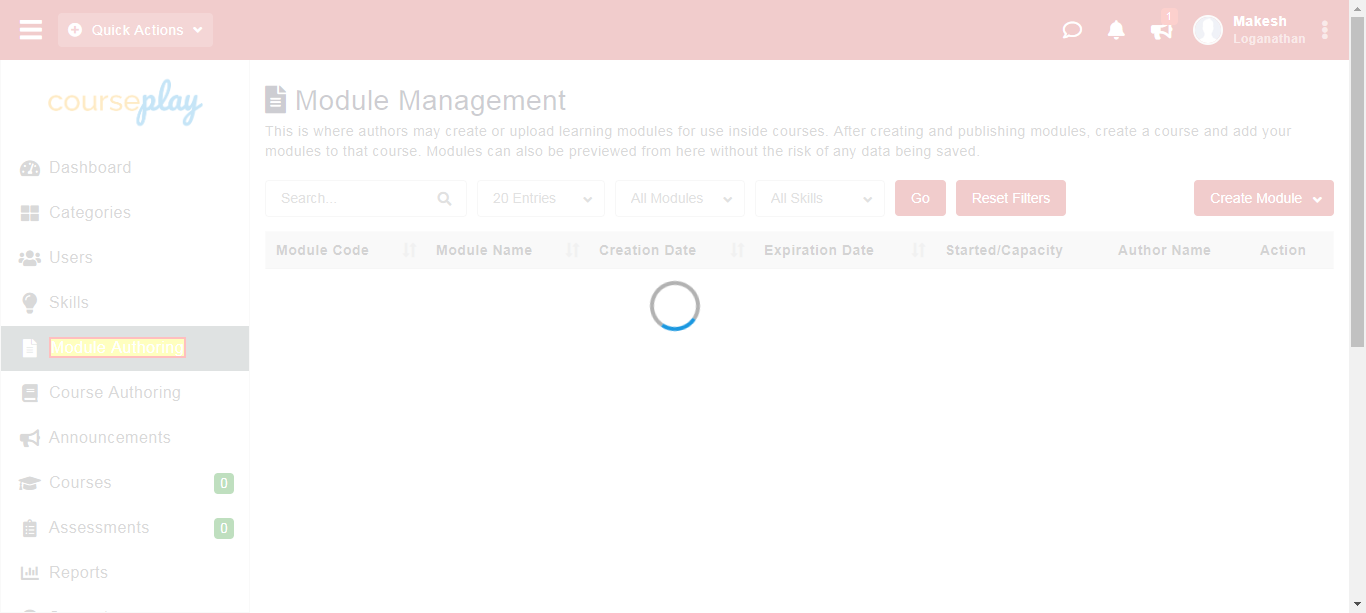 Quick Actions
1
Makesh
Loganathan
courseplay
Dashboard
Categories
Users
Skills
Module Authoring
Course Authoring
Announcements
Courses 0
Assessments 0
Reports
Module Management
This is where authors may create or upload learning modules for use inside courses. After creating and publishing modules, create a course and add your
modules to that course. Modules can also be previewed from here without the risk of any data being saved.
Search... 20 Entries All Modules All Skills Go Reset Filters Create Module
Module Code Module Name Creation Date Expiration Date Started/Capacity Author Name Action